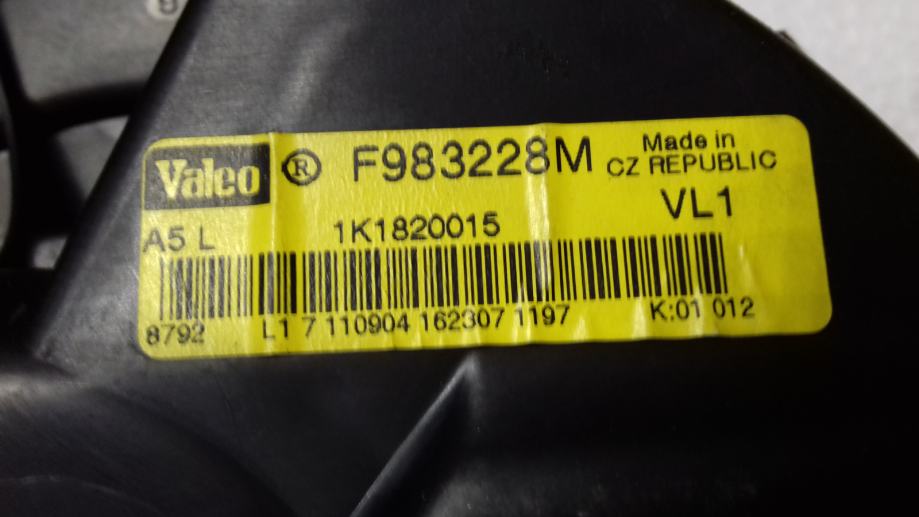 Valeo ® F983228M Made in
CZ REPUBLIC
VL1
A5 L 1K1820015
8792 L1 7 110904 162307 1197 K:01 012